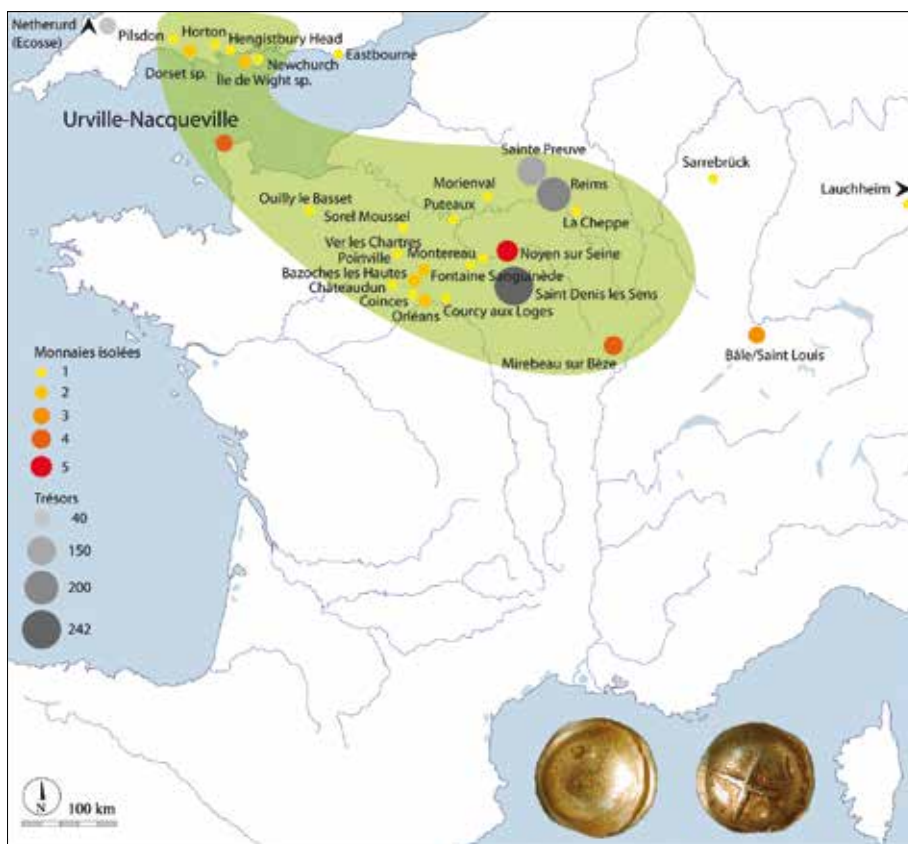 Netherurd
(Ecosse)
Pilsdon
Horton
Hengistbury Head
Eastbourne
Newchurch
Dorset sp.
Île de Wight sp.
Urville-Nacqueville
Sainte Preuve
Sarrebrück
Morienval
Reims
Lauchheim
Ouilly le Basset
Puteaux
La Cheppe
Sorel Moussel
Ver les Chartres
Montereau
Noyen sur Seine
Poinville
Bazoches les Hautes
Fontaine Sanguinède
Châteaudun
Saint Denis les Sens
Coinces
Courcy aux Loges
Orléans
Mirebeau sur Bèze
Bâle/Saint Louis
Monnaies isolées
1
2
3
4
5
Trésors
40
150
200
242
N
100 km